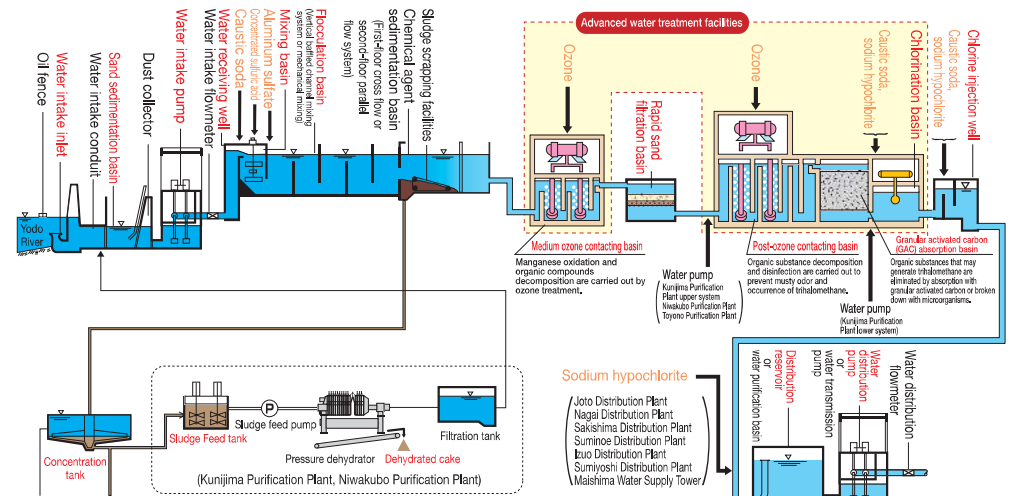 Advanced water treatment facilities
Oil fence
Water intake inlet
Water intake conduit
Sand sedimentation basin
Dust collector
Water intake pump
Water intake flowmeter
Water receiving well
Caustic soda
Concentrated sulfuric acid
Aluminum sulfate
Mixing basin
Flocculation basin
(Vertical baffled channel mixing
system or mechanical mixing)
Sludge scrapping facilities
Chemical agent
sedimentation basin
(First-floor cross flow or
second-floor parallel
flow system)
Ozone
Rapid sand
filtration basin
Ozone
Caustic soda,
sodium hypochlorite
Chlorination basin
Caustic soda,
sodium hypochlorite
Chlorine injection well
Yodo
River
Medium ozone contacting basin
Manganese oxidation and
organic compounds
decomposition are carried out by
ozone treatment.
Water pump
(Kunijima Purification
Plant upper system
Niwakubo Purification Plant
Toyono Purification Plant)
Post-ozone contacting basin
Organic substance decomposition
and disinfection are carried out to
prevent musty odor and
occurrence of trihalomethane.
Granular activated carbon
(GAC) absorption basin
Organic substances that may
generate trihalomethane are
eliminated by absorption with
granular activated carbon or broken
down with microorganisms.
Water pump
(Kunijima Purification
Plant lower system)
Concentration
tank
Sludge Feed tank
P
Sludge feed pump
Pressure dehydrator
Dehydrated cake
Filtration tank
(Kunijima Purification Plant, Niwakubo Purification Plant)
Sodium hypochlorite
(Joto Distribution Plant
Nagai Distribution Plant
Sakishima Distribution Plant
Suminoe Distribution Plant
Izuo Distribution Plant
Sumiyoshi Distribution Plant
Maishima Water Supply Tower)
Distribution
reservoir
or
water purification basin
Water
distribution
pump
or
water transmission
pump
Water distribution
flowmeter